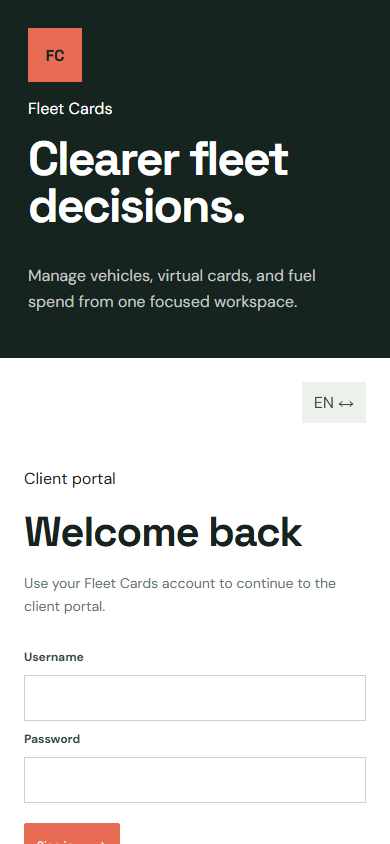 FC
Fleet Cards
Clearer fleet
decisions.
Manage vehicles, virtual cards, and fuel
spend from one focused workspace.
EN ↔
Client portal
Welcome back
Use your Fleet Cards account to continue to the
client portal.
Username
Password